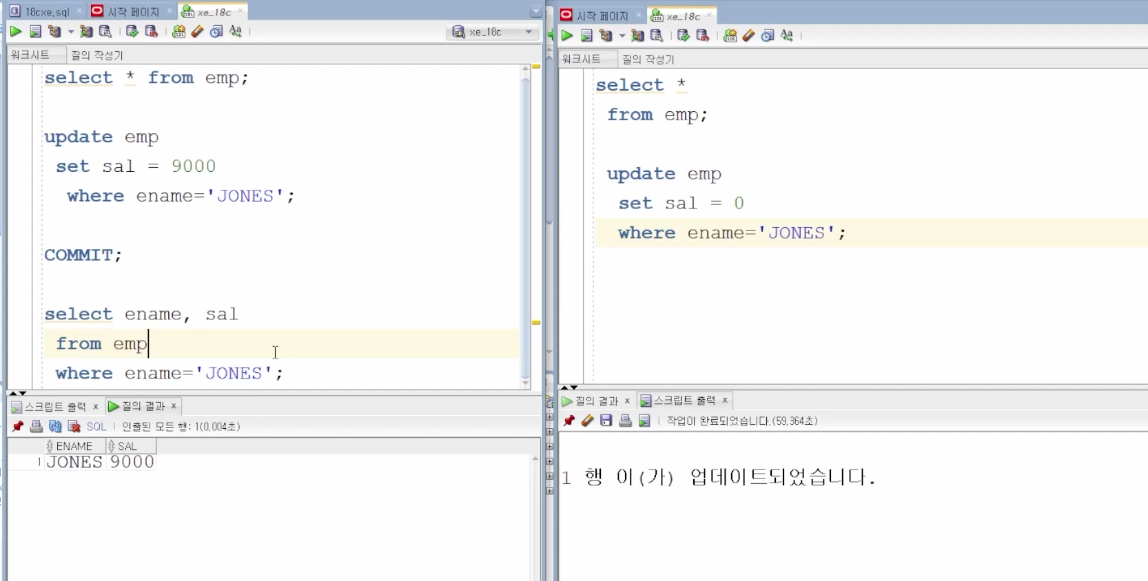 18cxe,sql
시작 페이지
xe_18c
xe_18c
워크시트
질의 작성기
select * from emp;
update emp
set sal = 9000
where ename='JONES';
COMMIT;
select ename, sal
from emp
where ename='JONES';
스크립트 출력
질의 결과
SQL
인출된 모든 행: 1(0,004초)
ENAME
SAL
1
JONES
9000
시작 페이지
xe_18c
워크시트
질의 작성기
select *
from emp;
update emp
set sal = 0
where ename='JONES';
질의 결과
스크립트 출력
작업이 완료되었습니다.(59,364초)
1 행 이(가) 업데이트되었습니다.